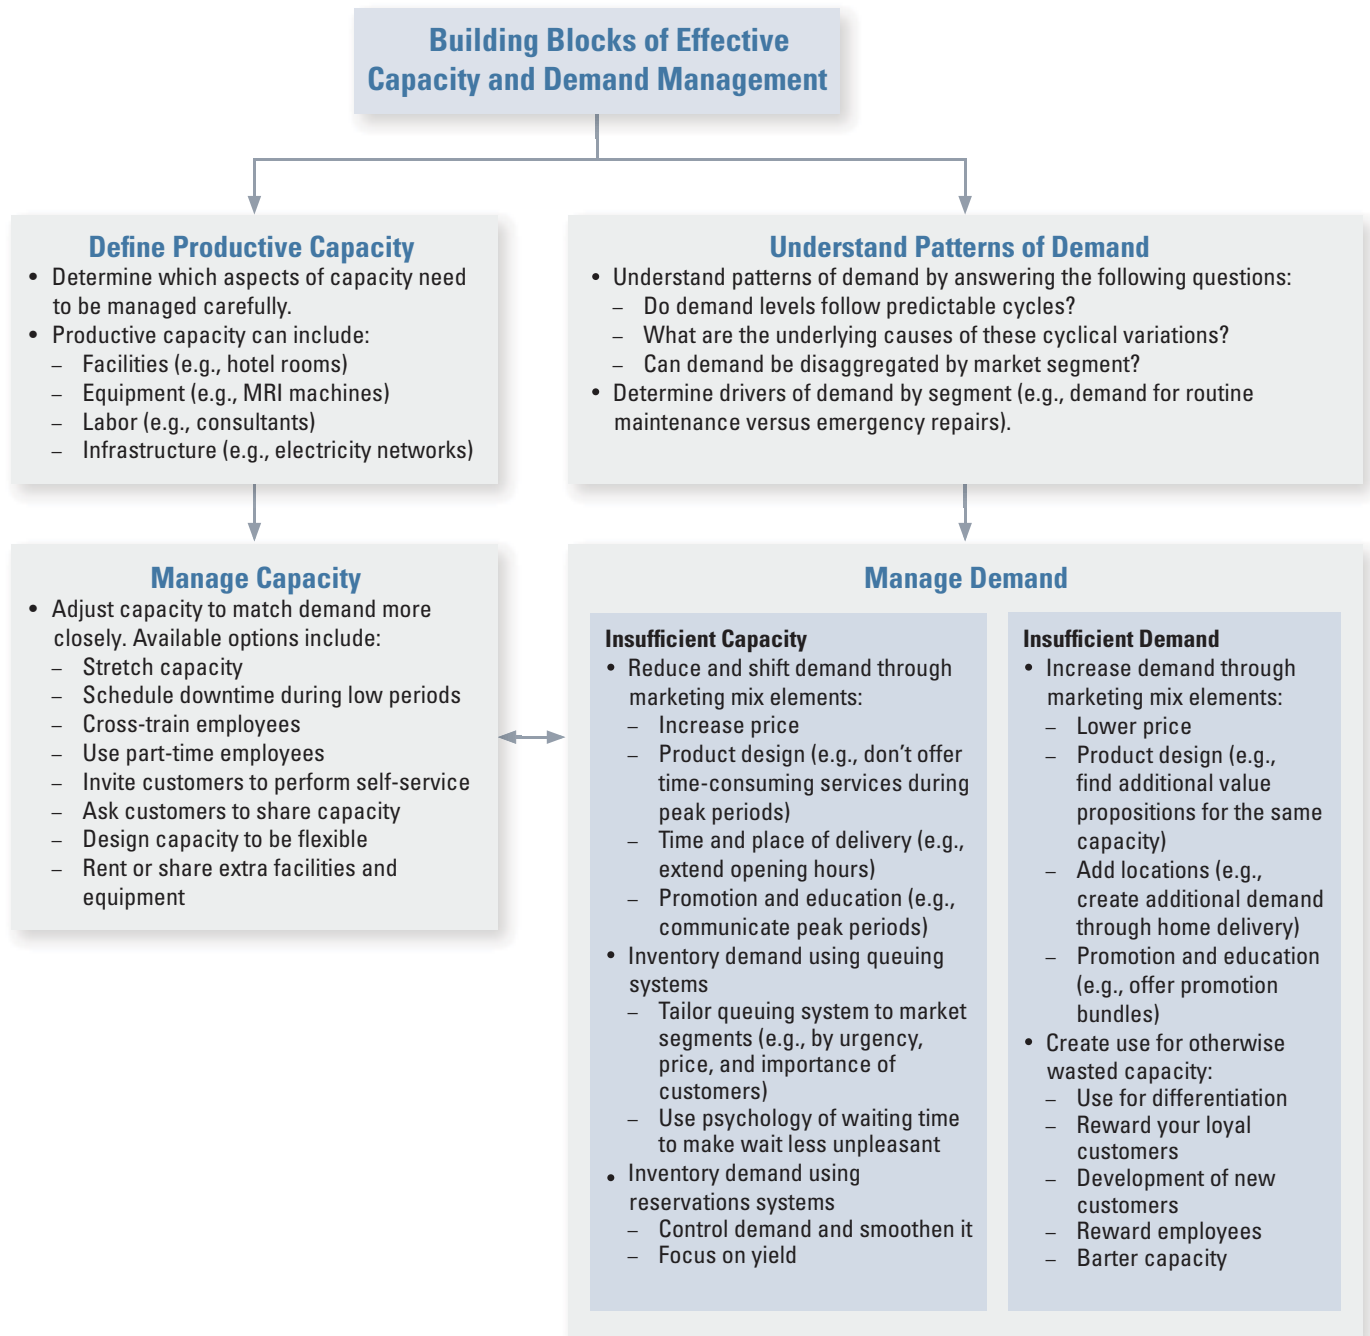 Building Blocks of Effective
Capacity and Demand Management
Define Productive Capacity
• Determine which aspects of capacity need
to be managed carefully.
• Productive capacity can include:
– Facilities (e.g., hotel rooms)
– Equipment (e.g., MRI machines)
– Labor (e.g., consultants)
– Infrastructure (e.g., electricity networks)
Understand Patterns of Demand
• Understand patterns of demand by answering the following questions:
– Do demand levels follow predictable cycles?
– What are the underlying causes of these cyclical variations?
– Can demand be disaggregated by market segment?
• Determine drivers of demand by segment (e.g., demand for routine
maintenance versus emergency repairs).
Manage Capacity
• Adjust capacity to match demand more
closely. Available options include:
– Stretch capacity
– Schedule downtime during low periods
– Cross-train employees
– Use part-time employees
– Invite customers to perform self-service
– Ask customers to share capacity
– Design capacity to be flexible
– Rent or share extra facilities and
equipment
Manage Demand
Insufficient Capacity
• Reduce and shift demand through
marketing mix elements:
– Increase price
– Product design (e.g., don't offer
time-consuming services during
peak periods)
– Time and place of delivery (e.g.,
extend opening hours)
– Promotion and education (e.g.,
communicate peak periods)
• Inventory demand using queuing
systems
– Tailor queuing system to market
segments (e.g., by urgency,
price, and importance of
customers)
– Use psychology of waiting time
to make wait less unpleasant
• Inventory demand using
reservations systems
– Control demand and smoothen it
– Focus on yield
Insufficient Demand
• Increase demand through
marketing mix elements:
– Lower price
– Product design (e.g.,
find additional value
propositions for the same
capacity)
– Add locations (e.g.,
create additional demand
through home delivery)
– Promotion and education
(e.g., offer promotion
bundles)
• Create use for otherwise
wasted capacity:
– Use for differentiation
– Reward your loyal
customers
– Development of new
customers
– Reward employees
– Barter capacity